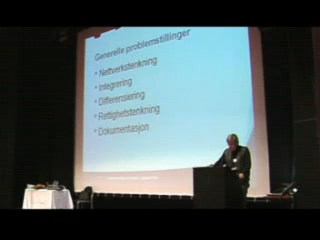 Generelle problemstillinger
• Nettverkstenkning
• Integrering
• Differensiering
• Rettighetstenkning
• Dokumentasjon